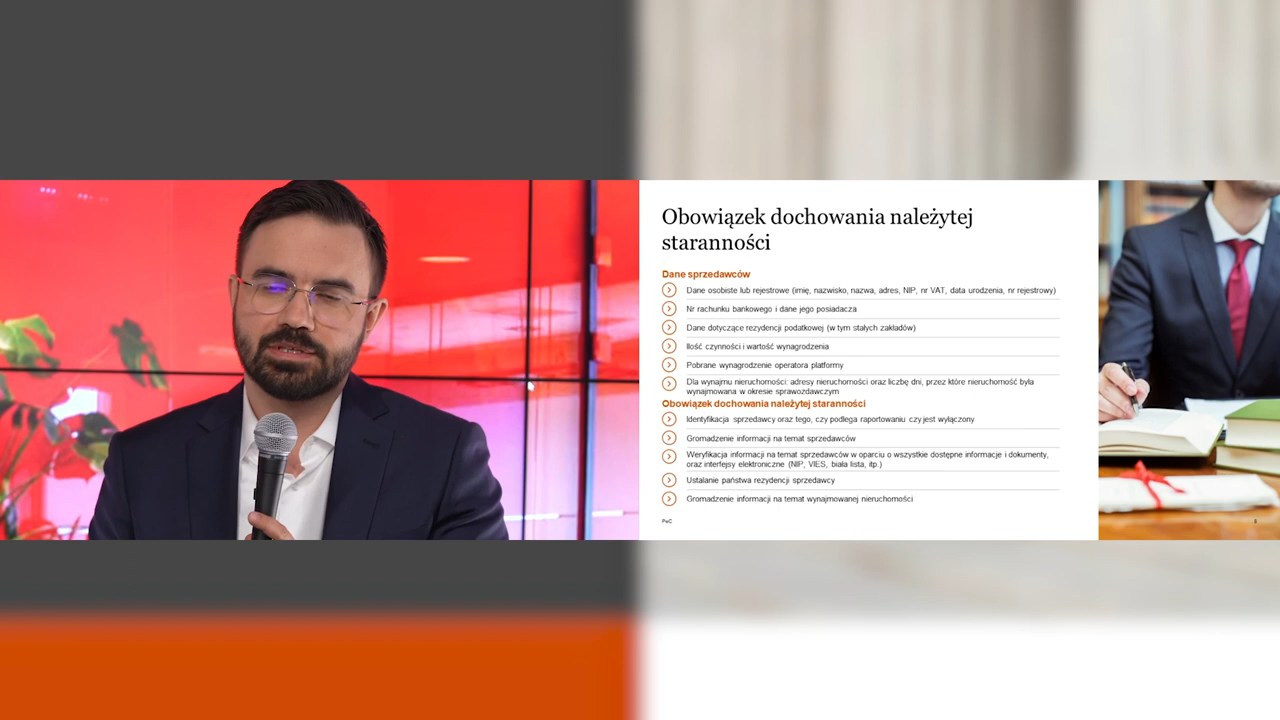 Obowiązek dochowania należytej
staranności
Dane sprzedawców
Dane osobiste lub rejestrowe (imię, nazwisko, nazwa, adres, NIP, nr VAT, data urodzenia, nr rejestrowy)
Nr rachunku bankowego i dane jego posiadacza
Dane dotyczące rezydencji podatkowej (w tym stałych zakładów)
Ilość czynności i wartość wynagrodzenia
Pobrane wynagrodzenie operatora platformy
Dla wynajmu nieruchomości: adresy nieruchomości oraz liczbę dni, przez które nieruchomość była
wynajmowana w okresie sprawozdawczym
Obowiązek dochowania należytej staranności
Identyfikacja sprzedawcy oraz tego, czy podlega raportowaniu czy jest wyłączony
Gromadzenie informacji na temat sprzedawców
Weryfikacja informacji na temat sprzedawców w oparciu o wszystkie dostępne informacje i dokumenty,
oraz interfejsy elektroniczne (NIP, VIES, biała lista, itp.)
Ustalanie państwa rezydencji sprzedawcy
Gromadzenie informacji na temat wynajmowanej nieruchomości
PwC